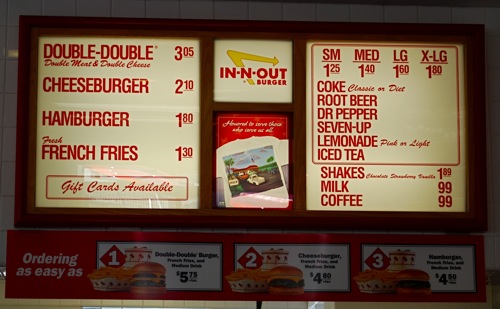 DOUBLE-DOUBLE® 3 05
Double Meat & Double Cheese
CHEESEBURGER 2 10
HAMBURGER 1 80
Fresh
FRENCH FRIES 1 30
Gift Cards Available
IN-N-OUT
BURGER
Honored to serve those
who serve us all.
SM MED LG X-LG
1 25 1 40 1 60 1 80
COKE Classic or Diet
ROOT BEER
DR PEPPER
SEVEN-UP
LEMONADE Pink or Light
ICED TEA
SHAKES Chocolate Strawberry Vanilla 1 89
MILK 99
COFFEE 99
Ordering
as easy as
1 Double-Double® Burger,
French Fries, and
Medium Drink
$5 75
2 Cheeseburger,
French Fries, and
Medium Drink
$4 80
3 Hamburger,
French Fries, and
Medium Drink
$4 50